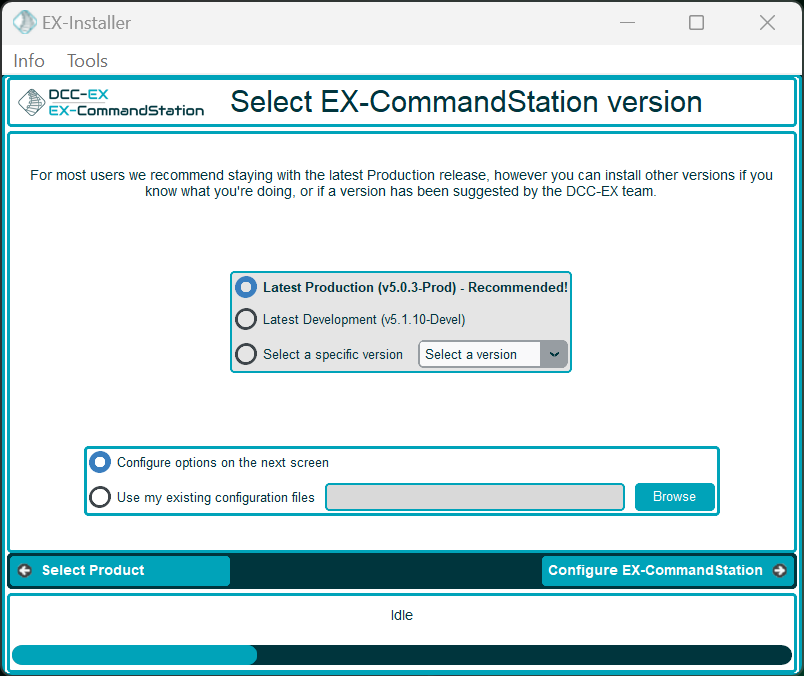 EX-Installer
Info Tools
DCC-EX
EX-CommandStation
Select EX-CommandStation version
For most users we recommend staying with the latest Production release, however you can install other versions if you
know what you're doing, or if a version has been suggested by the DCC-EX team.
Latest Production (v5.0.3-Prod) - Recommended!
Latest Development (v5.1.10-Devel)
Select a specific version Select a version
Configure options on the next screen
Use my existing configuration files Browse
Select Product Configure EX-CommandStation
Idle